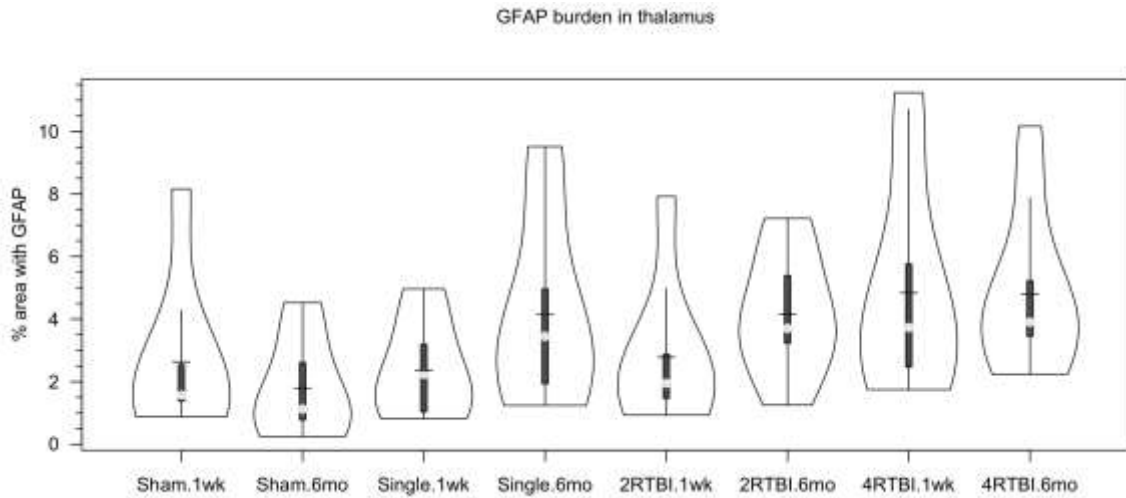 GFAP burden in thalamus
% area with GFAP
10
8
6
4
2
0
Sham.1wk Sham.6mo Single.1wk Single.6mo 2RTBI.1wk 2RTBI.6mo 4RTBI.1wk 4RTBI.6mo